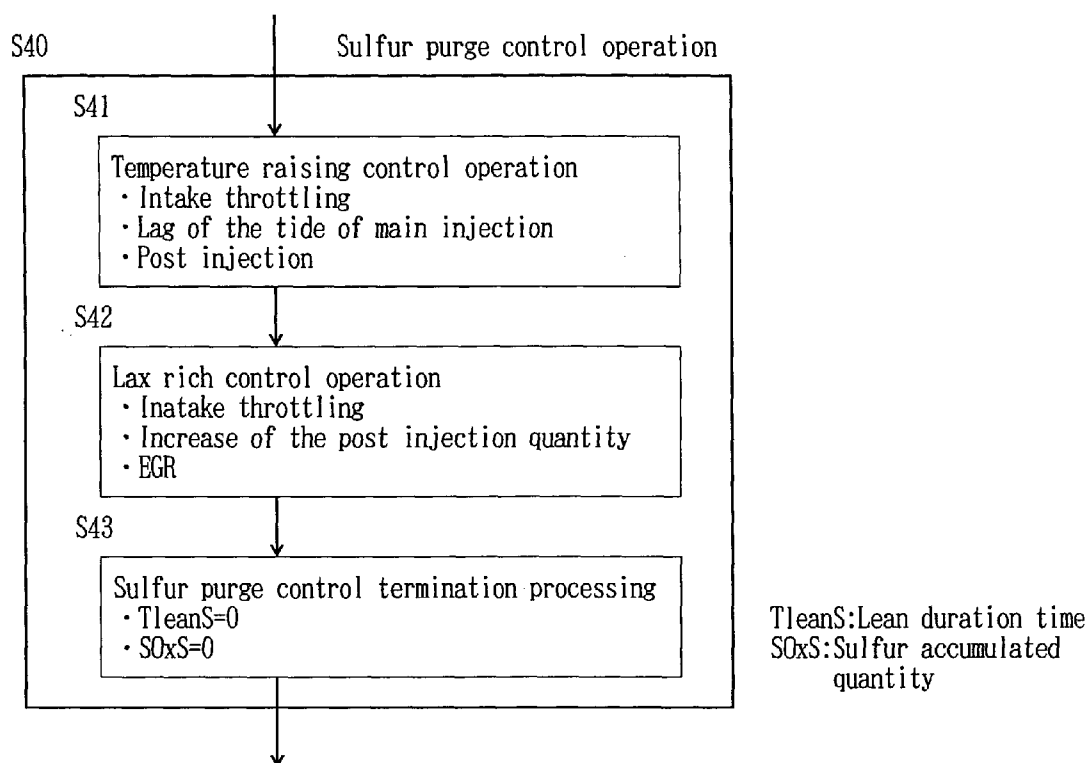 S40
Sulfur purge control operation
S41
Temperature raising control operation
・Intake throttling
・Lag of the tide of main injection
・Post injection
S42
Lax rich control operation
・Inatake throttling
・Increase of the post injection quantity
・EGR
S43
Sulfur purge control termination processing
・TleanS=0
・SOxS=0
TleanS:Lean duration time
SOxS:Sulfur accumulated
quantity